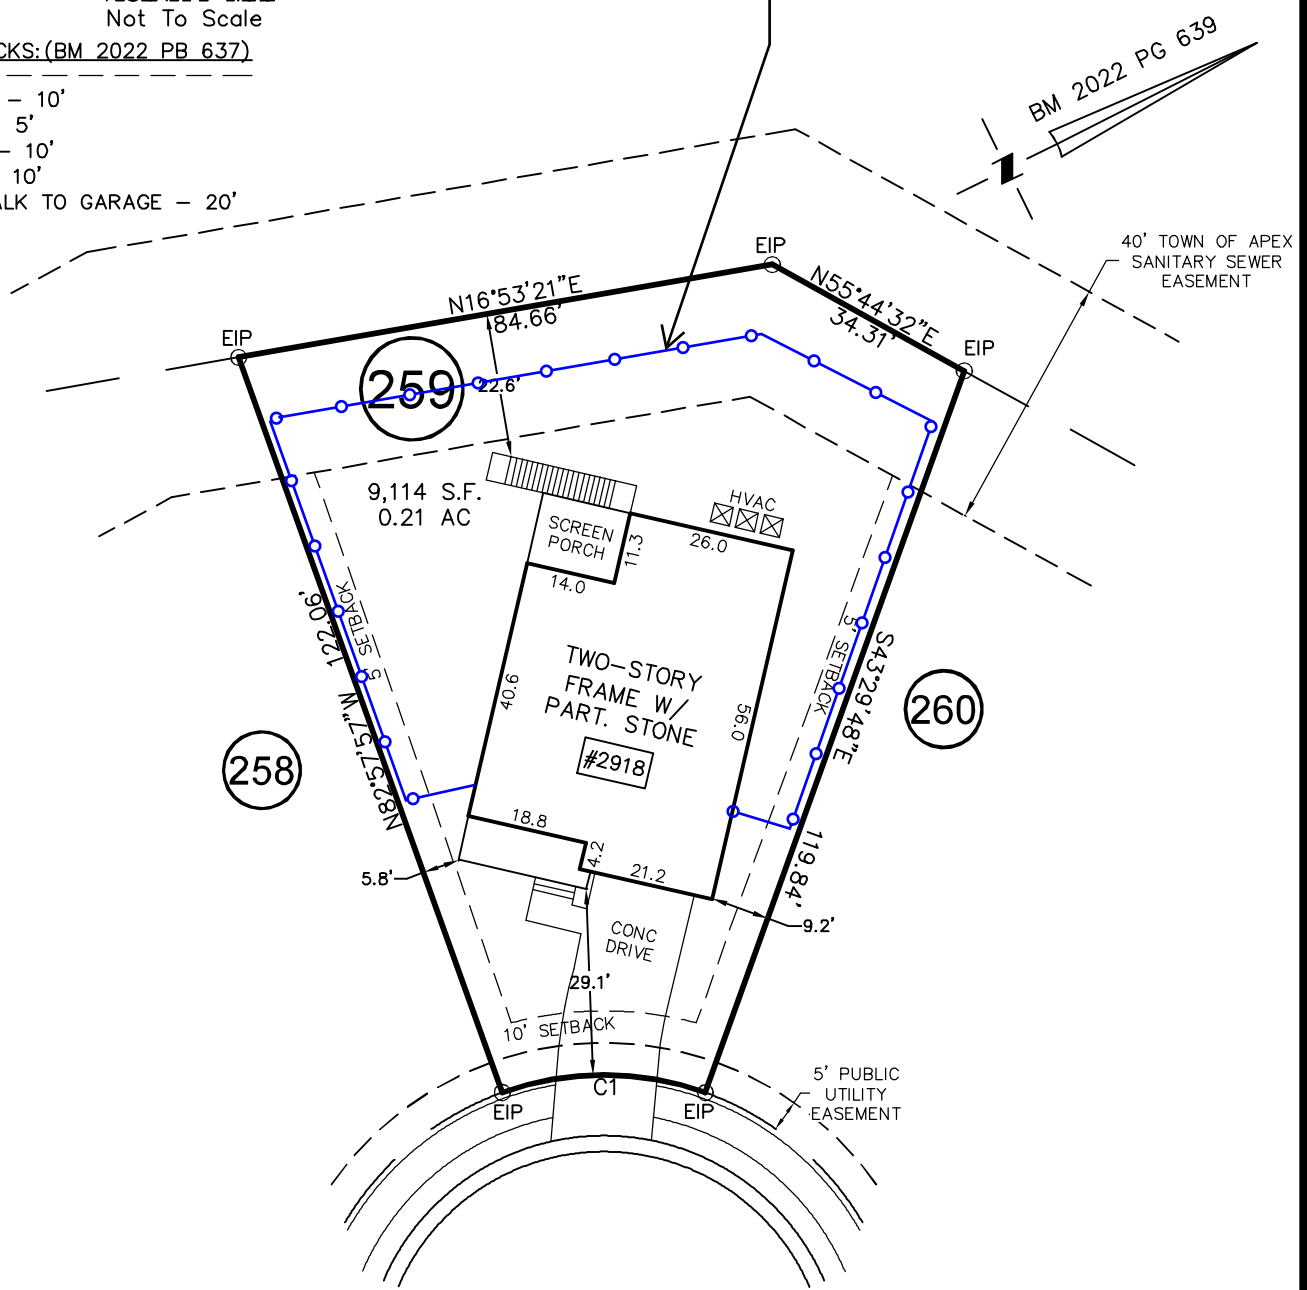 Not To Scale
CKS:(BM 2022 PB 637)
- 10'
5'
- 10'
10'
ALK TO GARAGE - 20'
BM 2022 PG 639
40' TOWN OF APEX
SANITARY SEWER
EASEMENT
EIP
N16°53'21"E
84.66'
N55°44'32"E
34.31'
EIP
EIP
259
22.6'
9,114 S.F.
0.21 AC
HVAC
SCREEN
PORCH
11.3
26.0
14.0
122.06'
N82°57'57"W
5' SETBACK
40.6
TWO-STORY
FRAME W/
PART. STONE
#2918
56.0
5' SETBACK
S43°29'48"E
119.84'
258
260
18.8
4.2
21.2
5.8'
9.2'
CONC
DRIVE
29.1'
10' SETBACK
C1
EIP
EIP
5' PUBLIC
UTILITY
EASEMENT